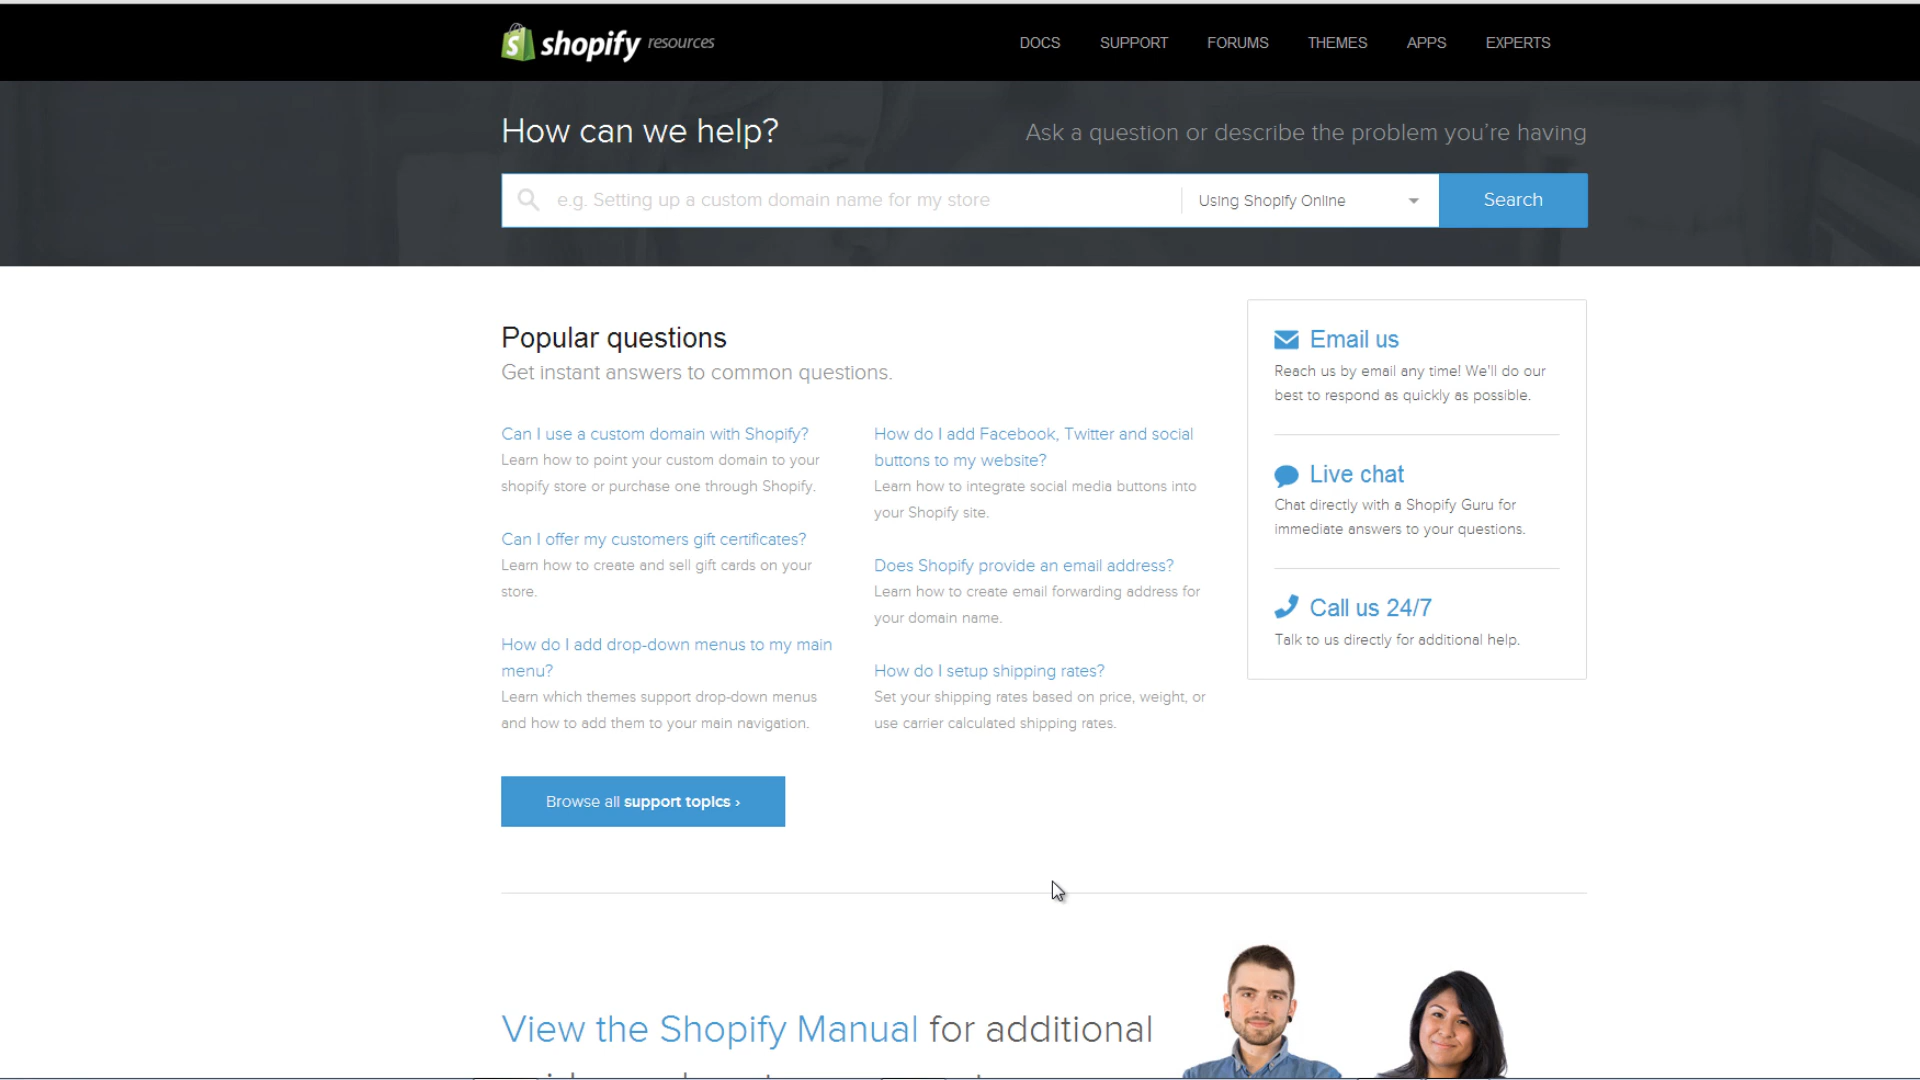 shopify resources
DOCS SUPPORT FORUMS THEMES APPS EXPERTS
How can we help?
Ask a question or describe the problem you're having
e.g. Setting up a custom domain name for my store
Using Shopify Online
Search
Popular questions
Get instant answers to common questions.
Can I use a custom domain with Shopify?
Learn how to point your custom domain to your
shopify store or purchase one through Shopify.
Can I offer my customers gift certificates?
Learn how to create and sell gift cards on your
store.
How do I add drop-down menus to my main
menu?
Learn which themes support drop-down menus
and how to add them to your main navigation.
How do I add Facebook, Twitter and social
buttons to my website?
Learn how to integrate social media buttons into
your Shopify site.
Does Shopify provide an email address?
Learn how to create email forwarding address for
your domain name.
How do I setup shipping rates?
Set your shipping rates based on price, weight, or
use carrier calculated shipping rates.
Browse all support topics ›
Email us
Reach us by email any time! We'll do our
best to respond as quickly as possible.
Live chat
Chat directly with a Shopify Guru for
immediate answers to your questions.
Call us 24/7
Talk to us directly for additional help.
View the Shopify Manual for additional